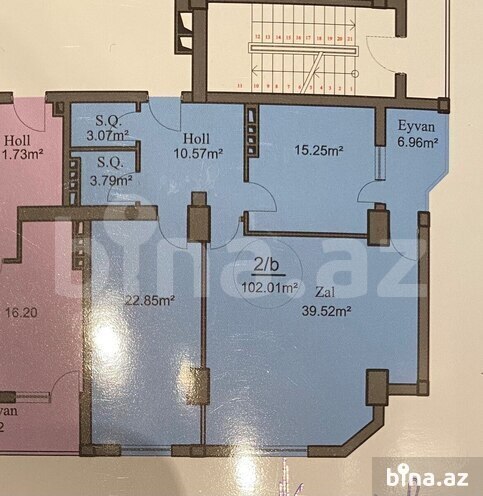 12 13 14 15 16 17 18 19 20 21
11 10 9 8 7 6 5 4 3 2 1
S.Q.
3.07m²
Holl
10.57m²
15.25m²
Eyvan
6.96m²
Holl
1.73m²
S.Q.
3.79m²
2/b
102.01m²
22.85m²
Zal
39.52m²
16.20
van
2
bina.az
bina.az